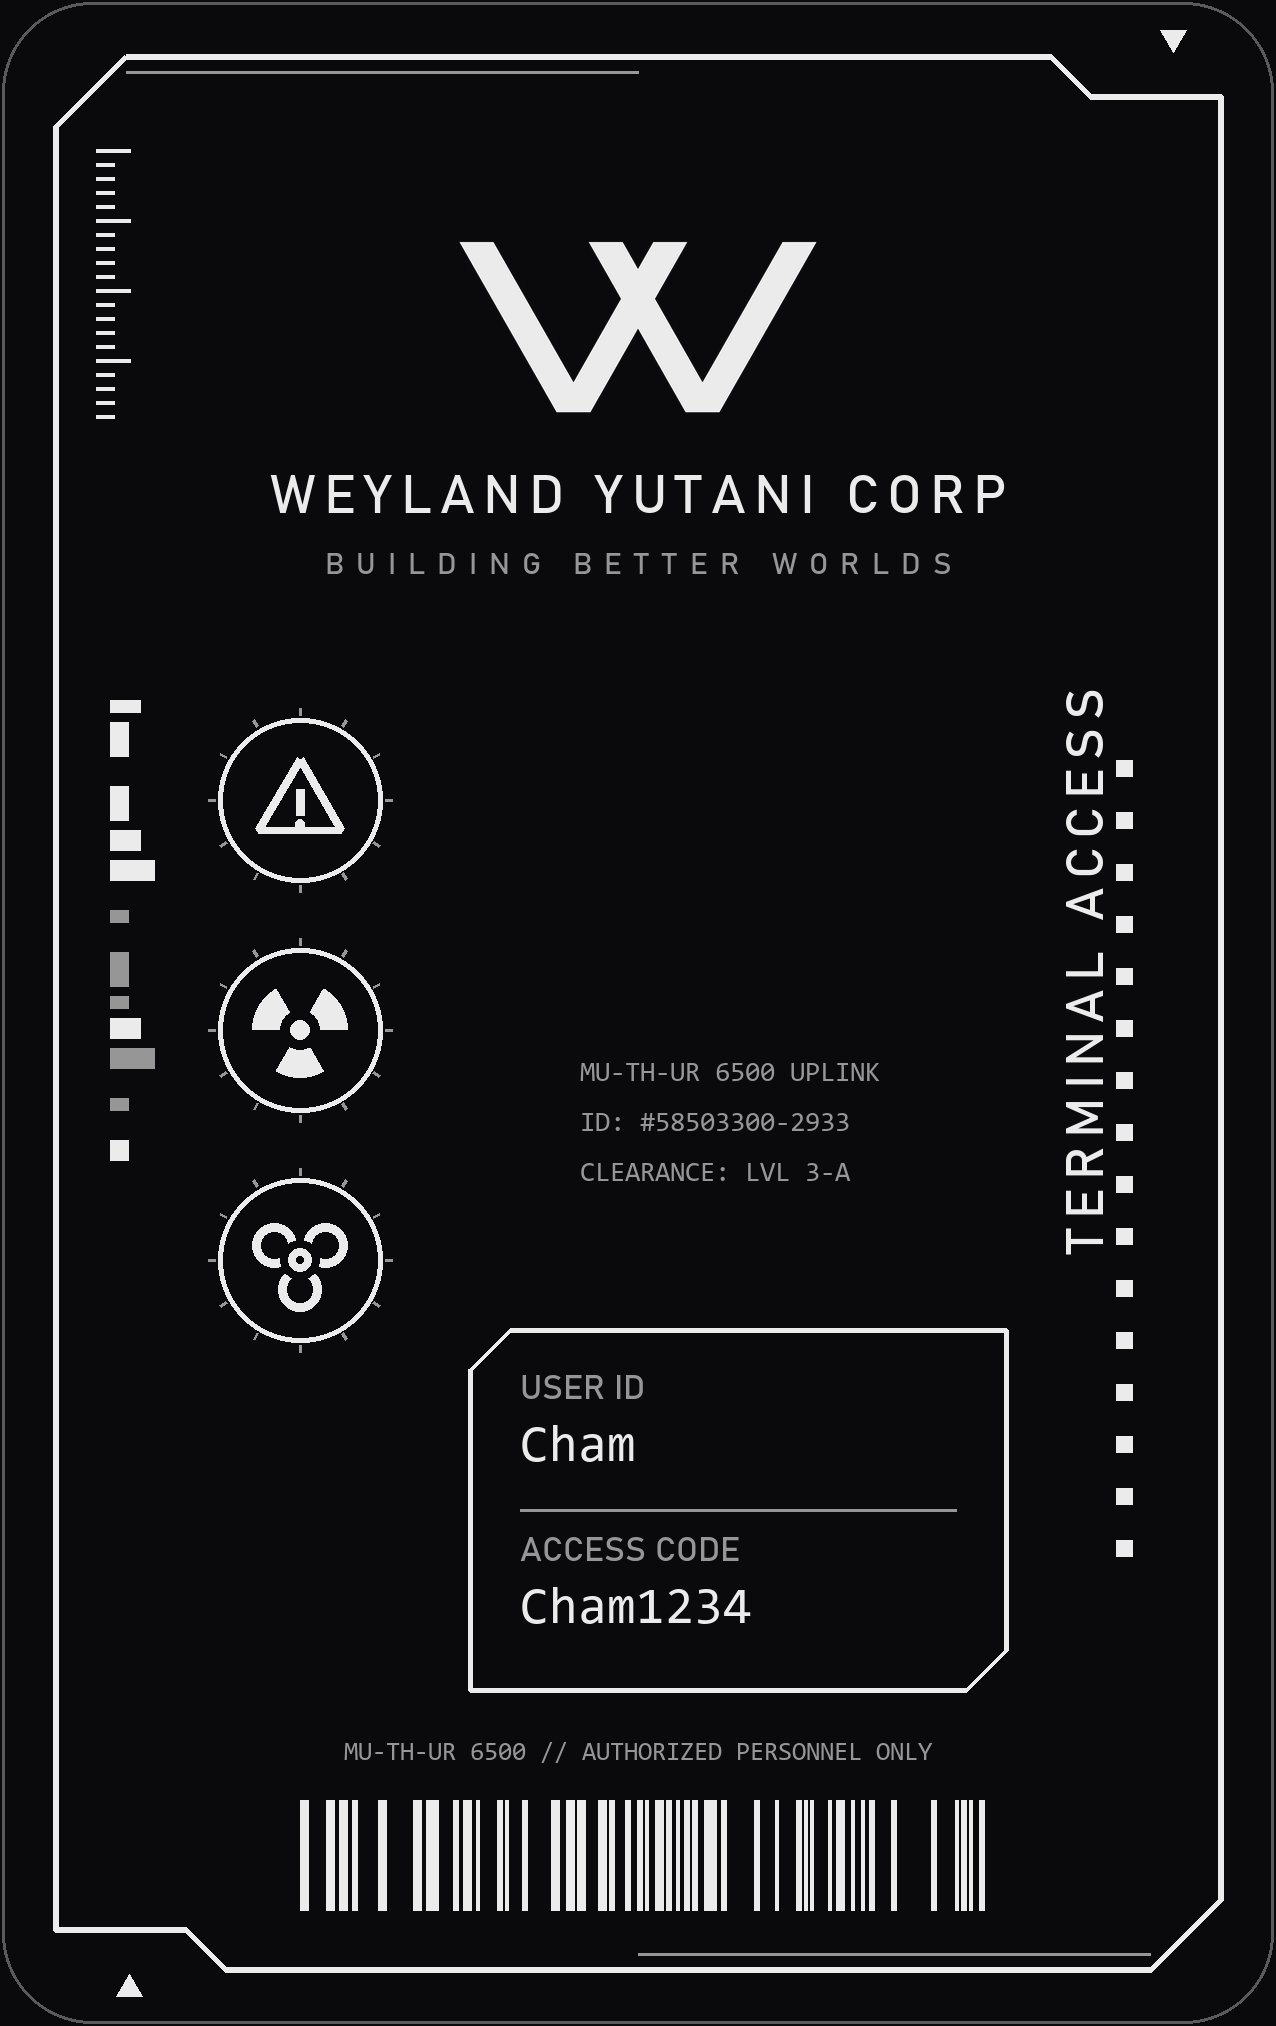 WEYLAND YUTANI CORP
BUILDING BETTER WORLDS
TERMINAL ACCESS
MU-TH-UR 6500 UPLINK
ID: #58503300-2933
CLEARANCE: LVL 3-A
USER ID
Cham
ACCESS CODE
Cham1234
MU-TH-UR 6500 // AUTHORIZED PERSONNEL ONLY